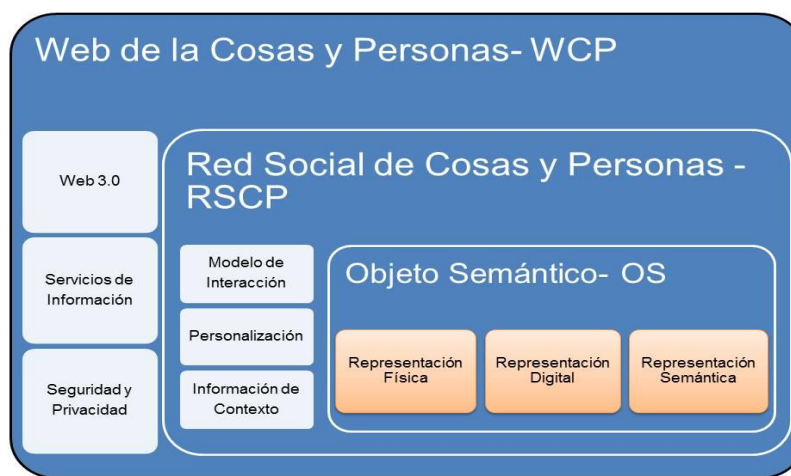 Web de la Cosas y Personas- WCP
Web 3.0
Servicios de
Información
Seguridad y
Privacidad
Red Social de Cosas y Personas -
RSCP
Modelo de
Interacción
Personalización
Información de
Contexto
Objeto Semántico- OS
Representación
Física
Representación
Digital
Representación
Semántica